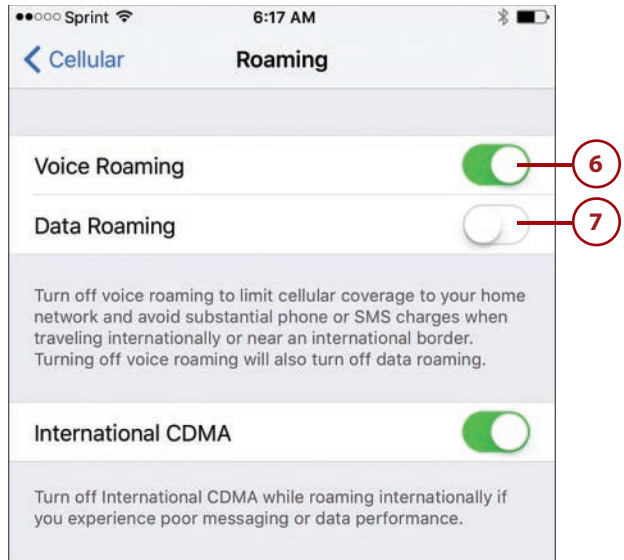 Sprint 6:17 AM
Cellular Roaming
Voice Roaming 6
Data Roaming 7
Turn off voice roaming to limit cellular coverage to your home
network and avoid substantial phone or SMS charges when
traveling internationally or near an international border.
Turning off voice roaming will also turn off data roaming.
International CDMA
Turn off International CDMA while roaming internationally if
you experience poor messaging or data performance.